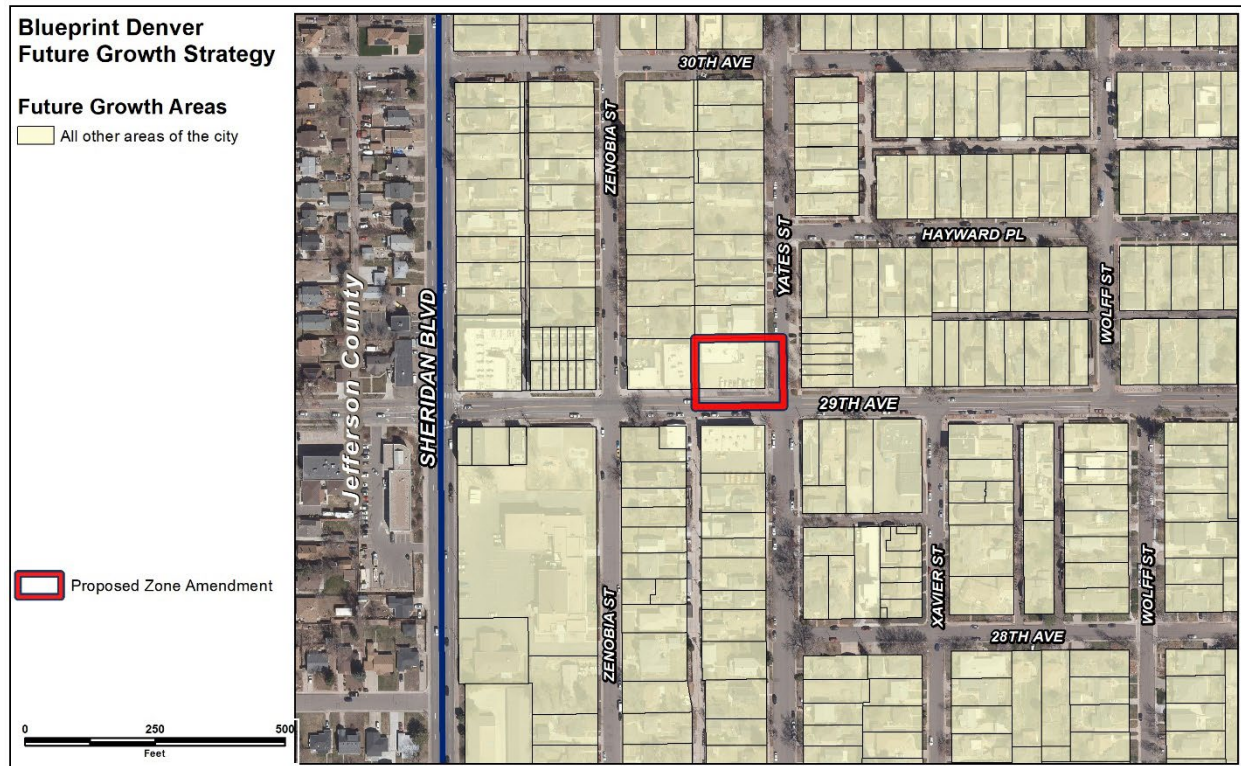 Blueprint Denver
Future Growth Strategy
Future Growth Areas
All other areas of the city
Proposed Zone Amendment
0 250 500
Feet
30TH AVE
ZENOBIA ST
YATES ST
HAYWARD PL
WOLFF ST
Jefferson County
SHERIDAN BLVD
29TH AVE
ZENOBIA ST
XAVIER ST
WOLFF ST
28TH AVE